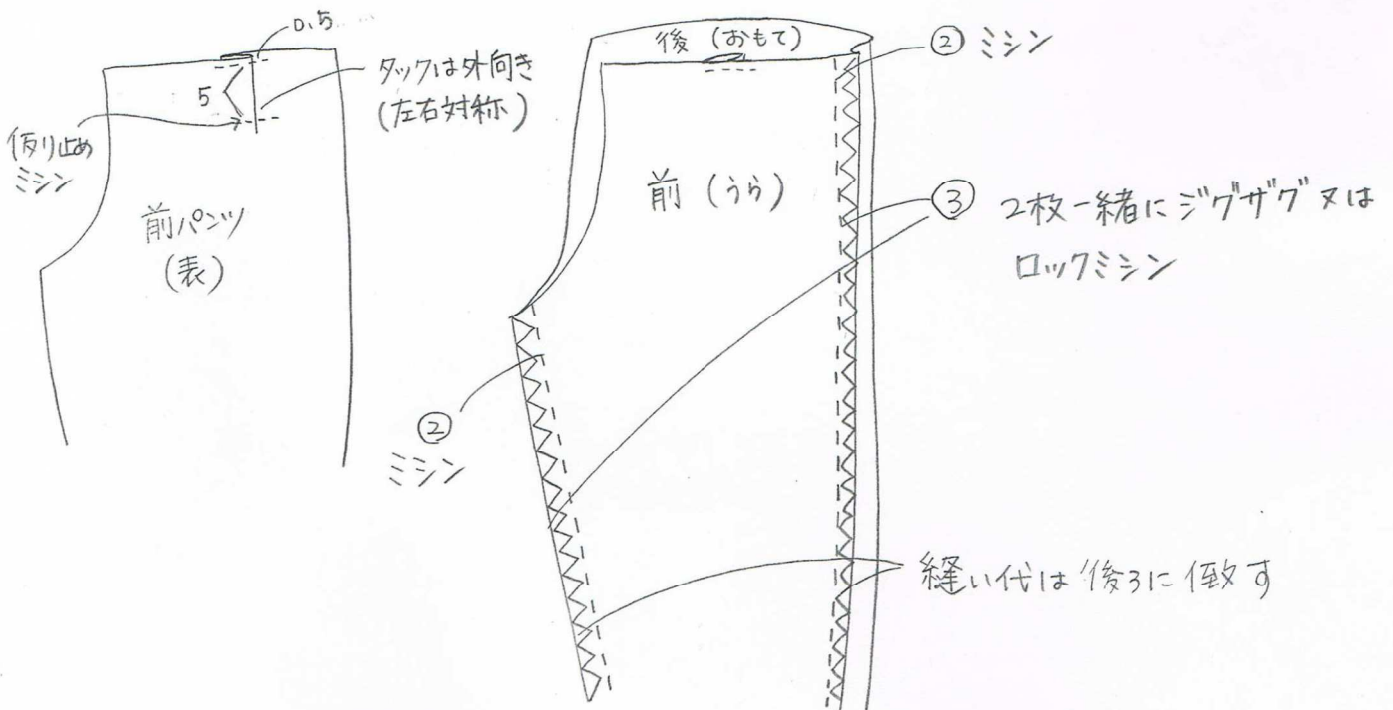 0.5
タックは外向き
(左右対称)
5
仮り止め
ミシン
前パンツ
(表)
後 (おもて)
② ミシン
前 (うら)
③ 2枚一緒に ジグザグ 又は
ロックミシン
②
ミシン
縫い代は 後ろに 倒す